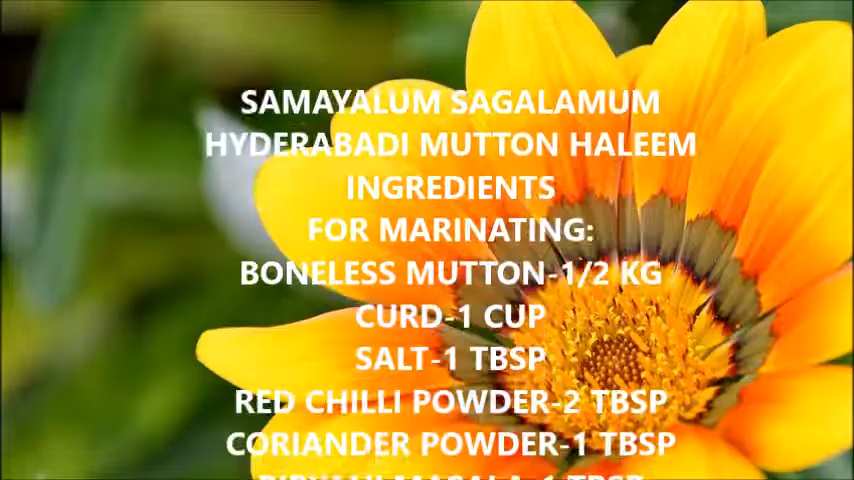 SAMAYALUM SAGALAMUM
HYDERABADI MUTTON HALEEM
INGREDIENTS
FOR MARINATING:
BONELESS MUTTON-1/2 KG
CURD-1 CUP
SALT-1 TBSP
RED CHILLI POWDER-2 TBSP
CORIANDER POWDER-1 TBSP